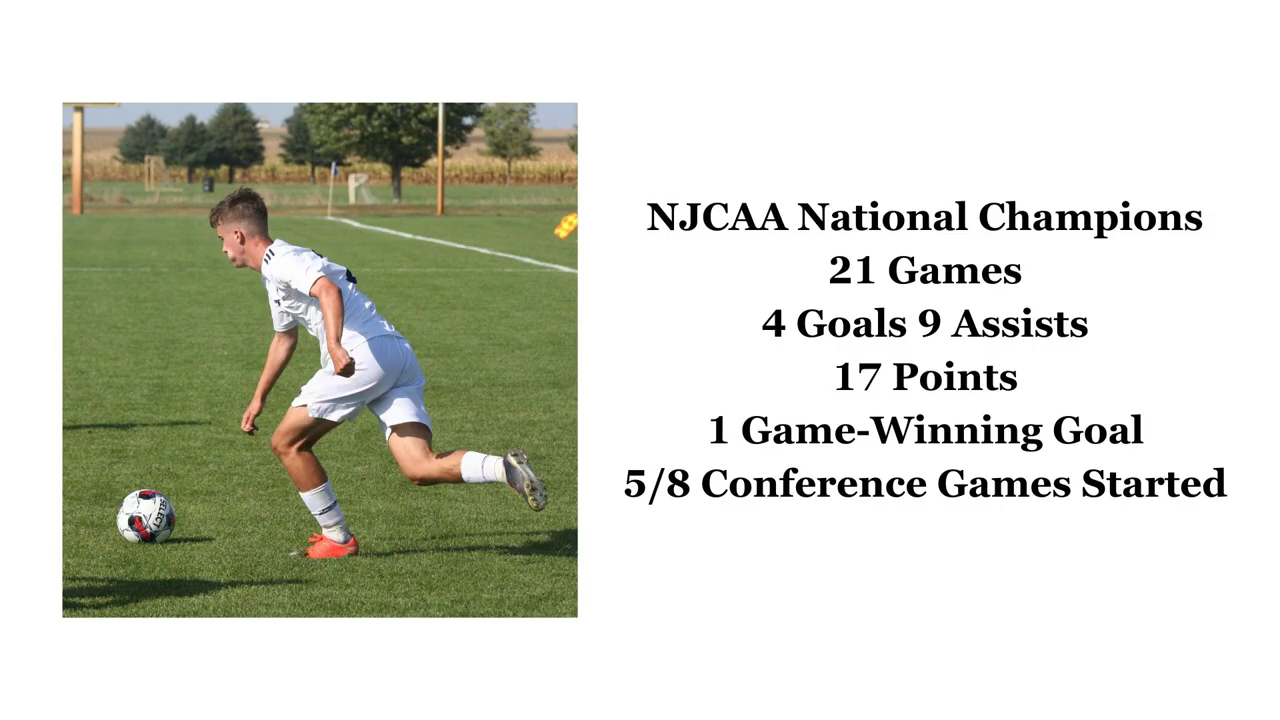 NJCAA National Champions
21 Games
4 Goals 9 Assists
17 Points
1 Game-Winning Goal
5/8 Conference Games Started
SELECT